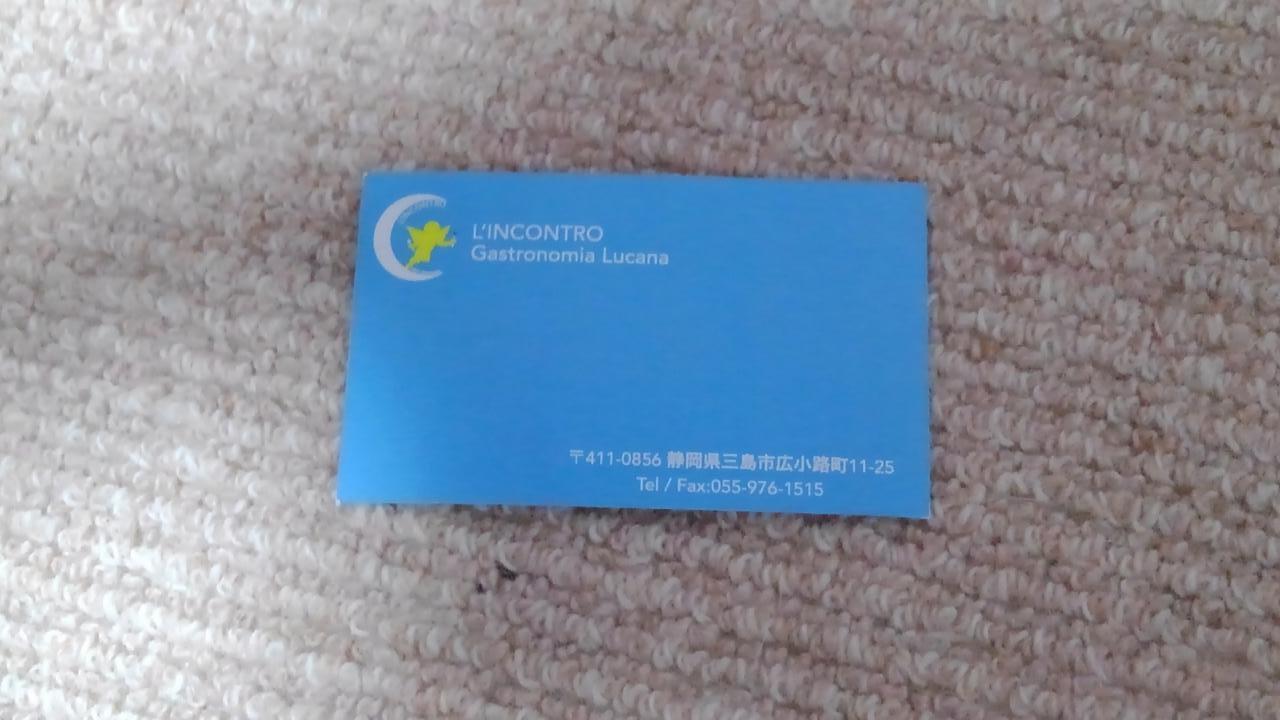 L'INCONTRO
Gastronomia Lucana
〒411-0856 静岡県三島市広小路町11-25
Tel / Fax:055-976-1515